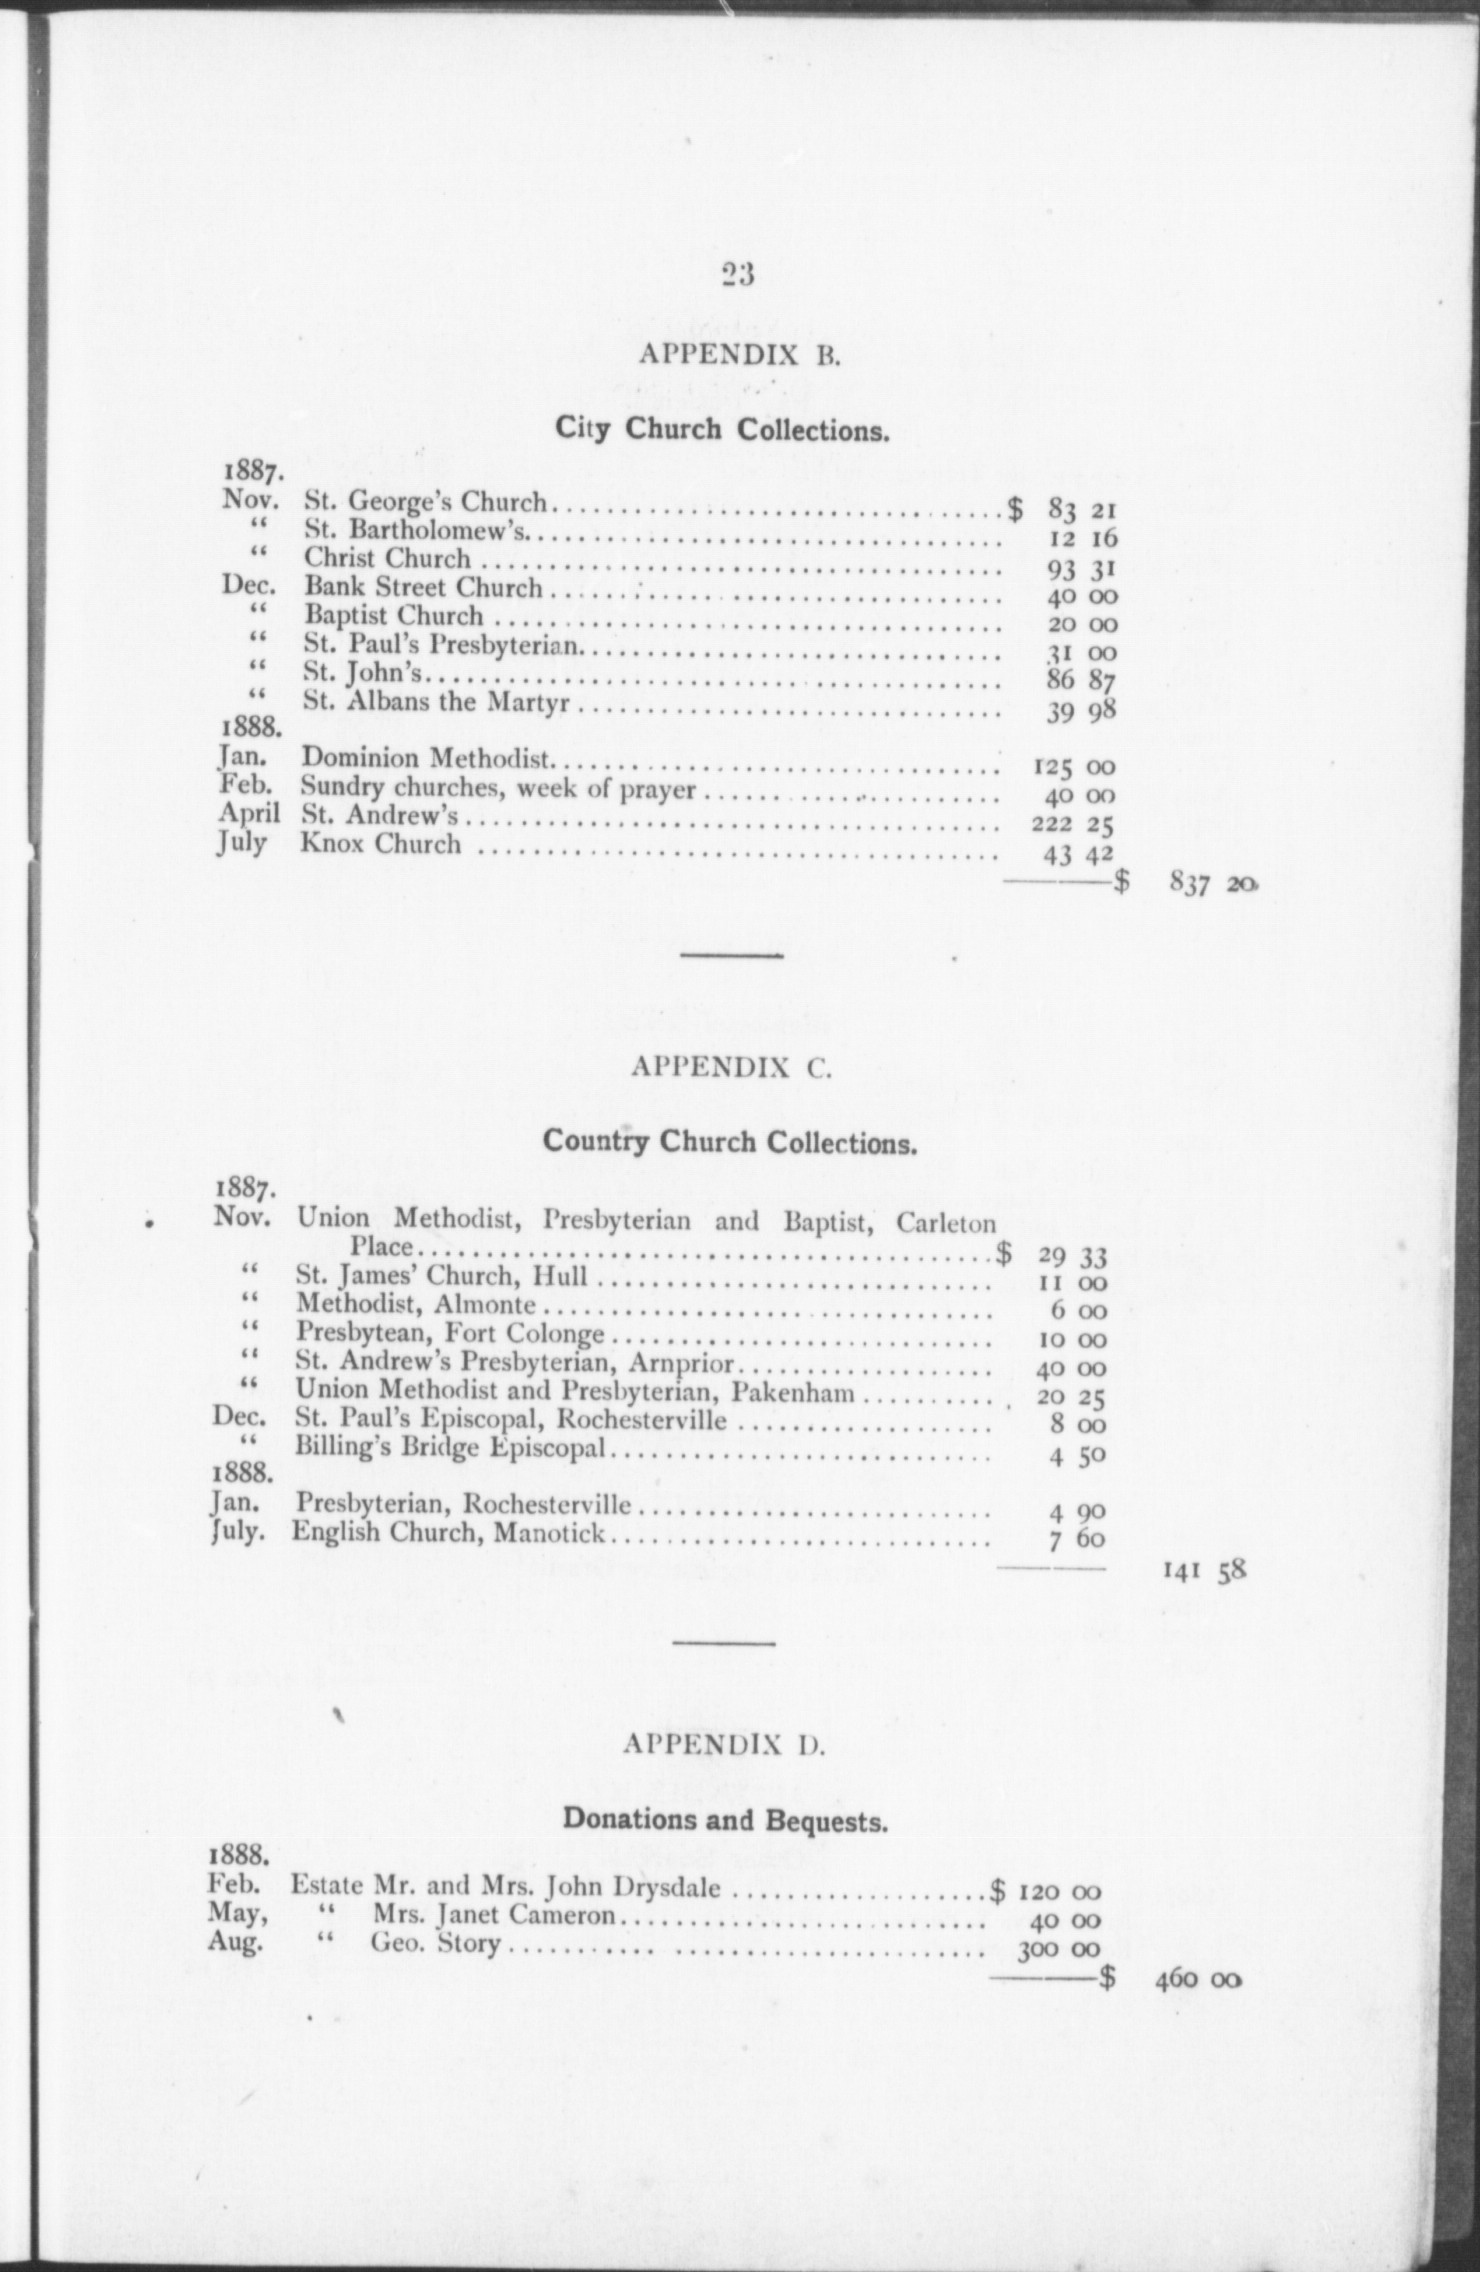 23
APPENDIX B.
City Church Collections.
1887.
Nov. St. George's Church.................................$ 83 21
“ St. Bartholomew's................................... 12 16
“ Christ Church ...................................... 93 31
Dec. Bank Street Church ................................. 40 00
“ Baptist Church ..................................... 20 00
“ St. Paul's Presbyterian............................... 31 00
“ St. John's.......................................... 86 87
“ St. Albans the Martyr ............................... 39 98
1888.
Jan. Dominion Methodist................................. 125 00
Feb. Sundry churches, week of prayer ...................... 40 00
April St. Andrew's ....................................... 222 25
July Knox Church ...................................... 43 42
$ 837 20
APPENDIX C.
Country Church Collections.
1887.
Nov. Union Methodist, Presbyterian and Baptist, Carleton
Place..........................................$ 29 33
“ St. James' Church, Hull ............................. 11 00
“ Methodist, Almonte ................................. 6 00
“ Presbytean, Fort Colonge ............................ 10 00
“ St. Andrew's Presbyterian, Arnprior................... 40 00
“ Union Methodist and Presbyterian, Pakenham .......... 20 25
Dec. St. Paul's Episcopal, Rochesterville ................... 8 00
“ Billing's Bridge Episcopal............................ 4 50
1888.
Jan. Presbyterian, Rochesterville .......................... 4 90
July. English Church, Manotick............................ 7 60
141 58
APPENDIX D.
Donations and Bequests.
1888.
Feb. Estate Mr. and Mrs. John Drysdale ...................$ 120 00
May, “ Mrs. Janet Cameron........................... 40 00
Aug. “ Geo. Story .................................. 300 00
$ 460 00